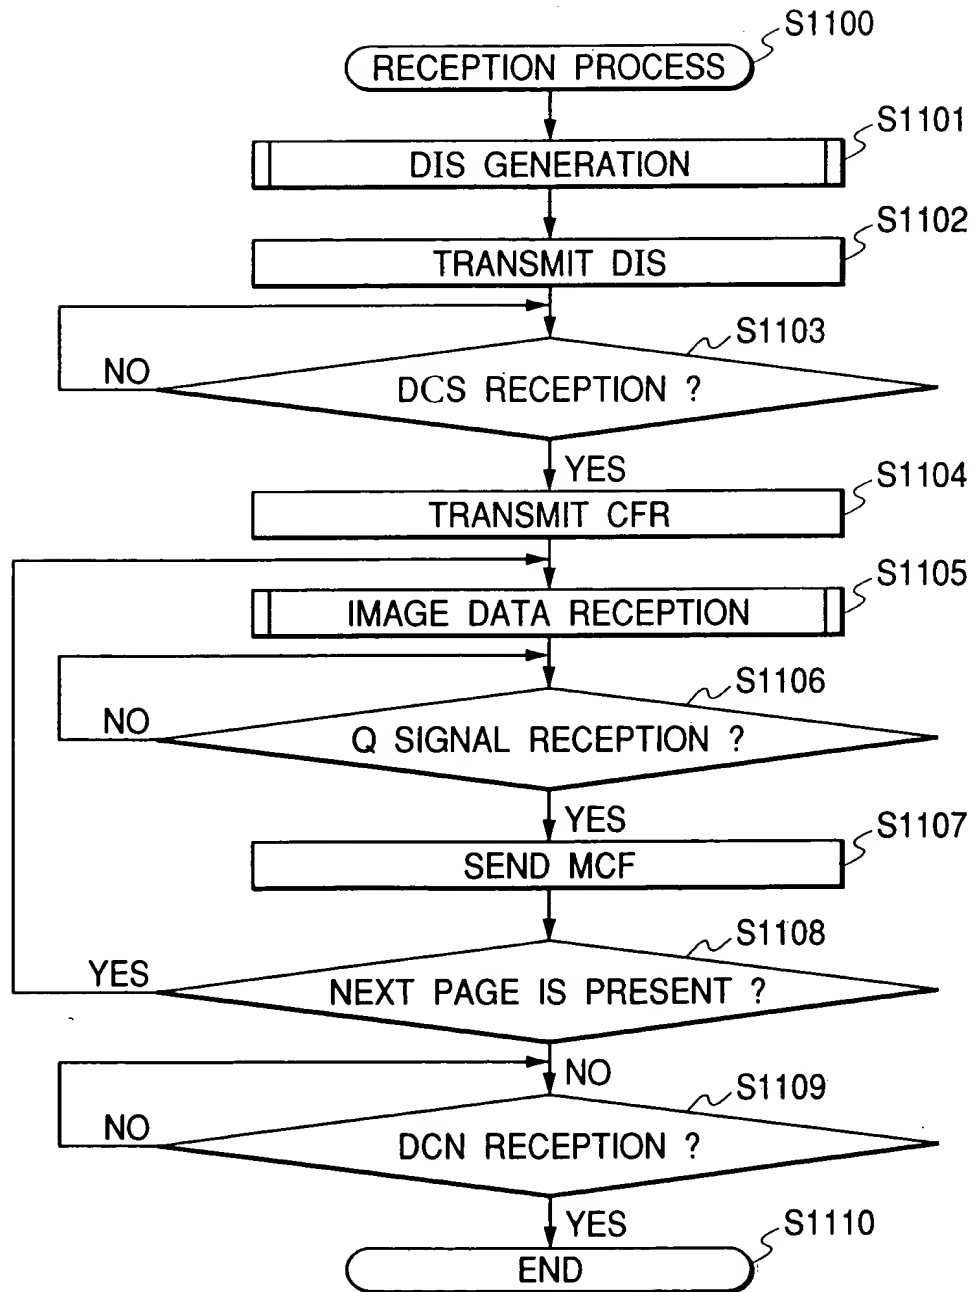 S1100
RECEPTION PROCESS
S1101
DIS GENERATION
S1102
TRANSMIT DIS
S1103
NO
DCS RECEPTION ?
YES
S1104
TRANSMIT CFR
S1105
IMAGE DATA RECEPTION
S1106
NO
Q SIGNAL RECEPTION ?
YES
S1107
SEND MCF
S1108
YES
NEXT PAGE IS PRESENT ?
NO
S1109
NO
DCN RECEPTION ?
YES
S1110
END